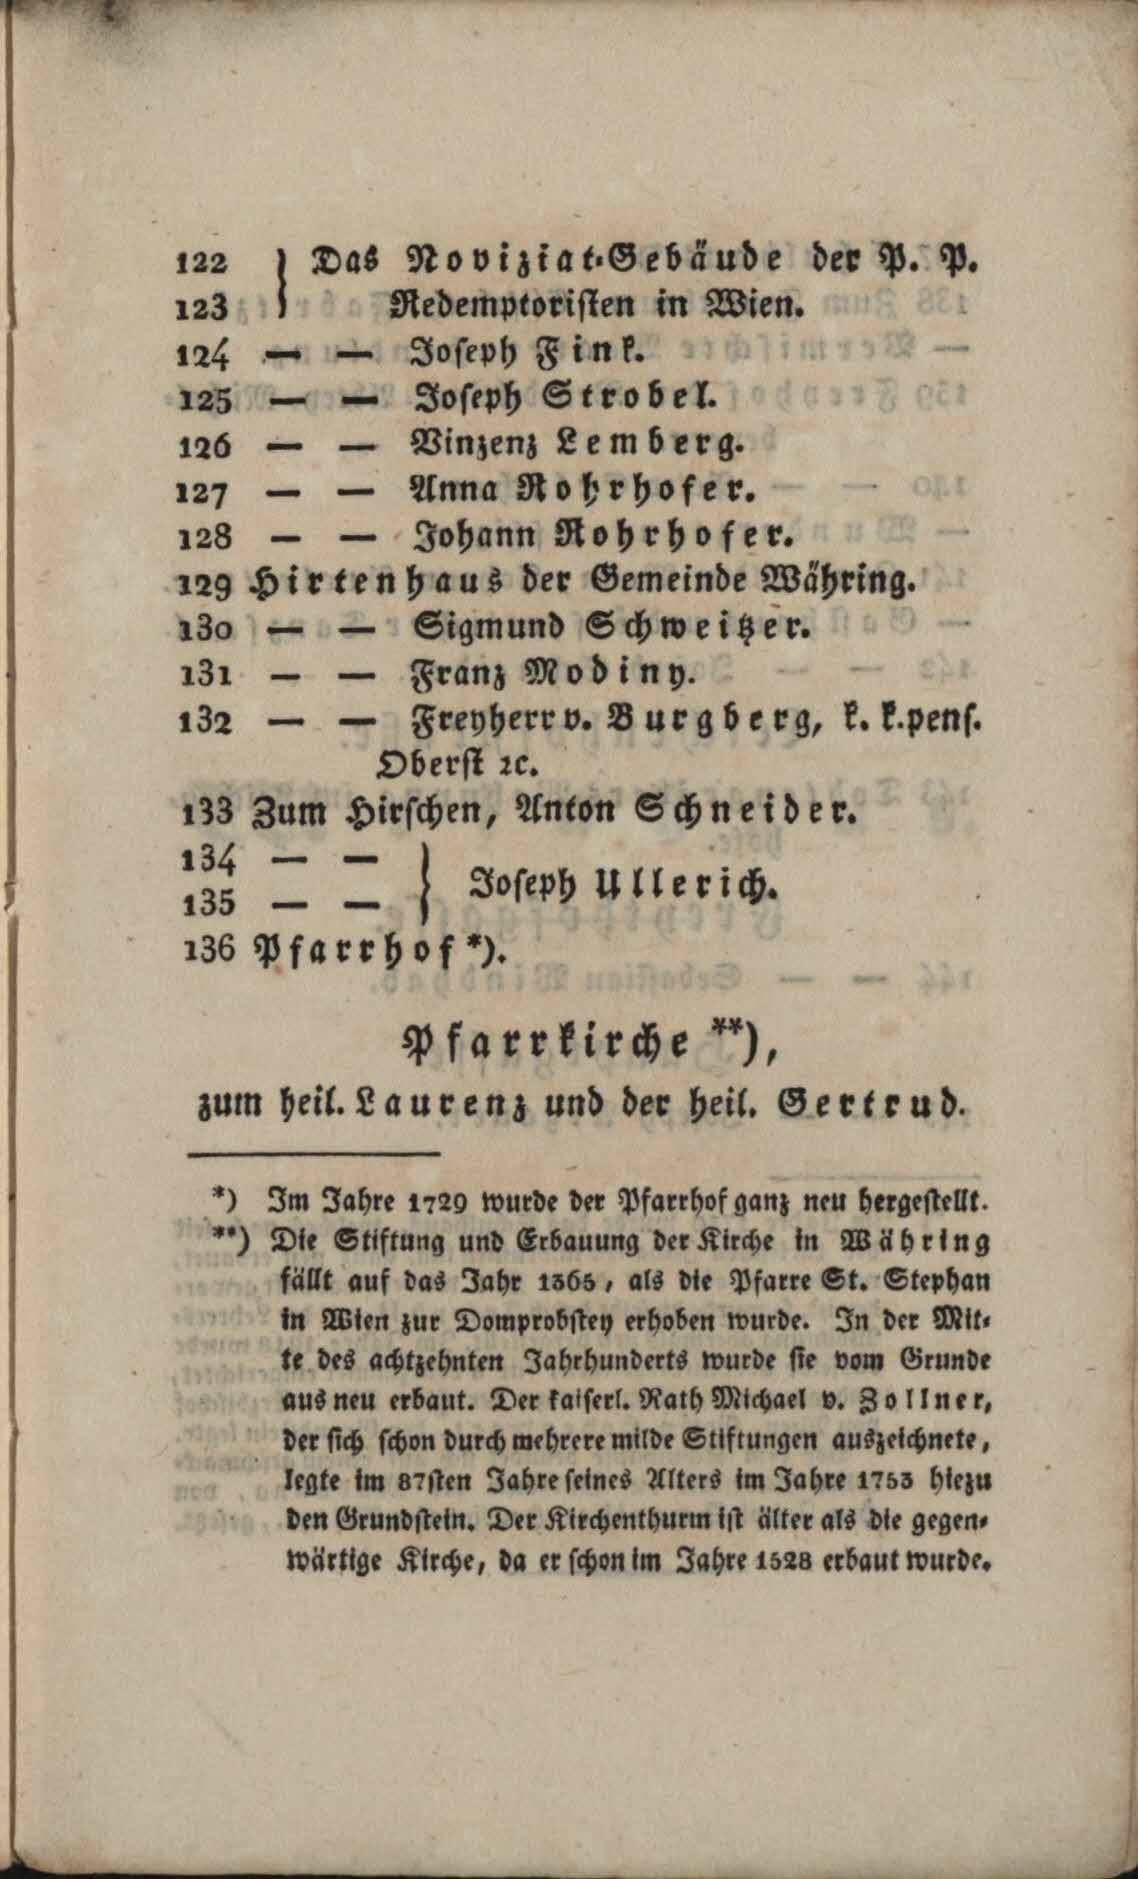 122 } Das Noviziat-Gebäude der P. P.
123 } Redemptoristen in Wien.
124 — — Joseph Fink.
125 — — Joseph Strobel.
126 — — Vinzenz Lemberg.
127 — — Anna Rohrhofer.
128 — — Johann Rohrhofer.
129 Hirtenhaus der Gemeinde Währing.
130 — — Sigmund Schweitzer.
131 — — Franz Modiny.
132 — — Freyherr v. Burgberg, k. k. pens.
Oberst ꝛc.
133 Zum Hirschen, Anton Schneider.
134 — — }
135 — — } Joseph Ullerich.
136 Pfarrhof *).
Pfarrkirche **),
zum heil. Laurenz und der heil. Gertrud.
*) Im Jahre 1729 wurde der Pfarrhof ganz neu hergestellt.
**) Die Stiftung und Erbauung der Kirche in Währing
fällt auf das Jahr 1365, als die Pfarre St. Stephan
in Wien zur Domprobstey erhoben wurde. In der Mit-
te des achtzehnten Jahrhunderts wurde sie vom Grunde
aus neu erbaut. Der kaiserl. Rath Michael v. Zollner,
der sich schon durch mehrere milde Stiftungen auszeichnete,
legte im 87sten Jahre seines Alters im Jahre 1753 hiezu
den Grundstein. Der Kirchenthurm ist älter als die gegen-
wärtige Kirche, da er schon im Jahre 1528 erbaut wurde.